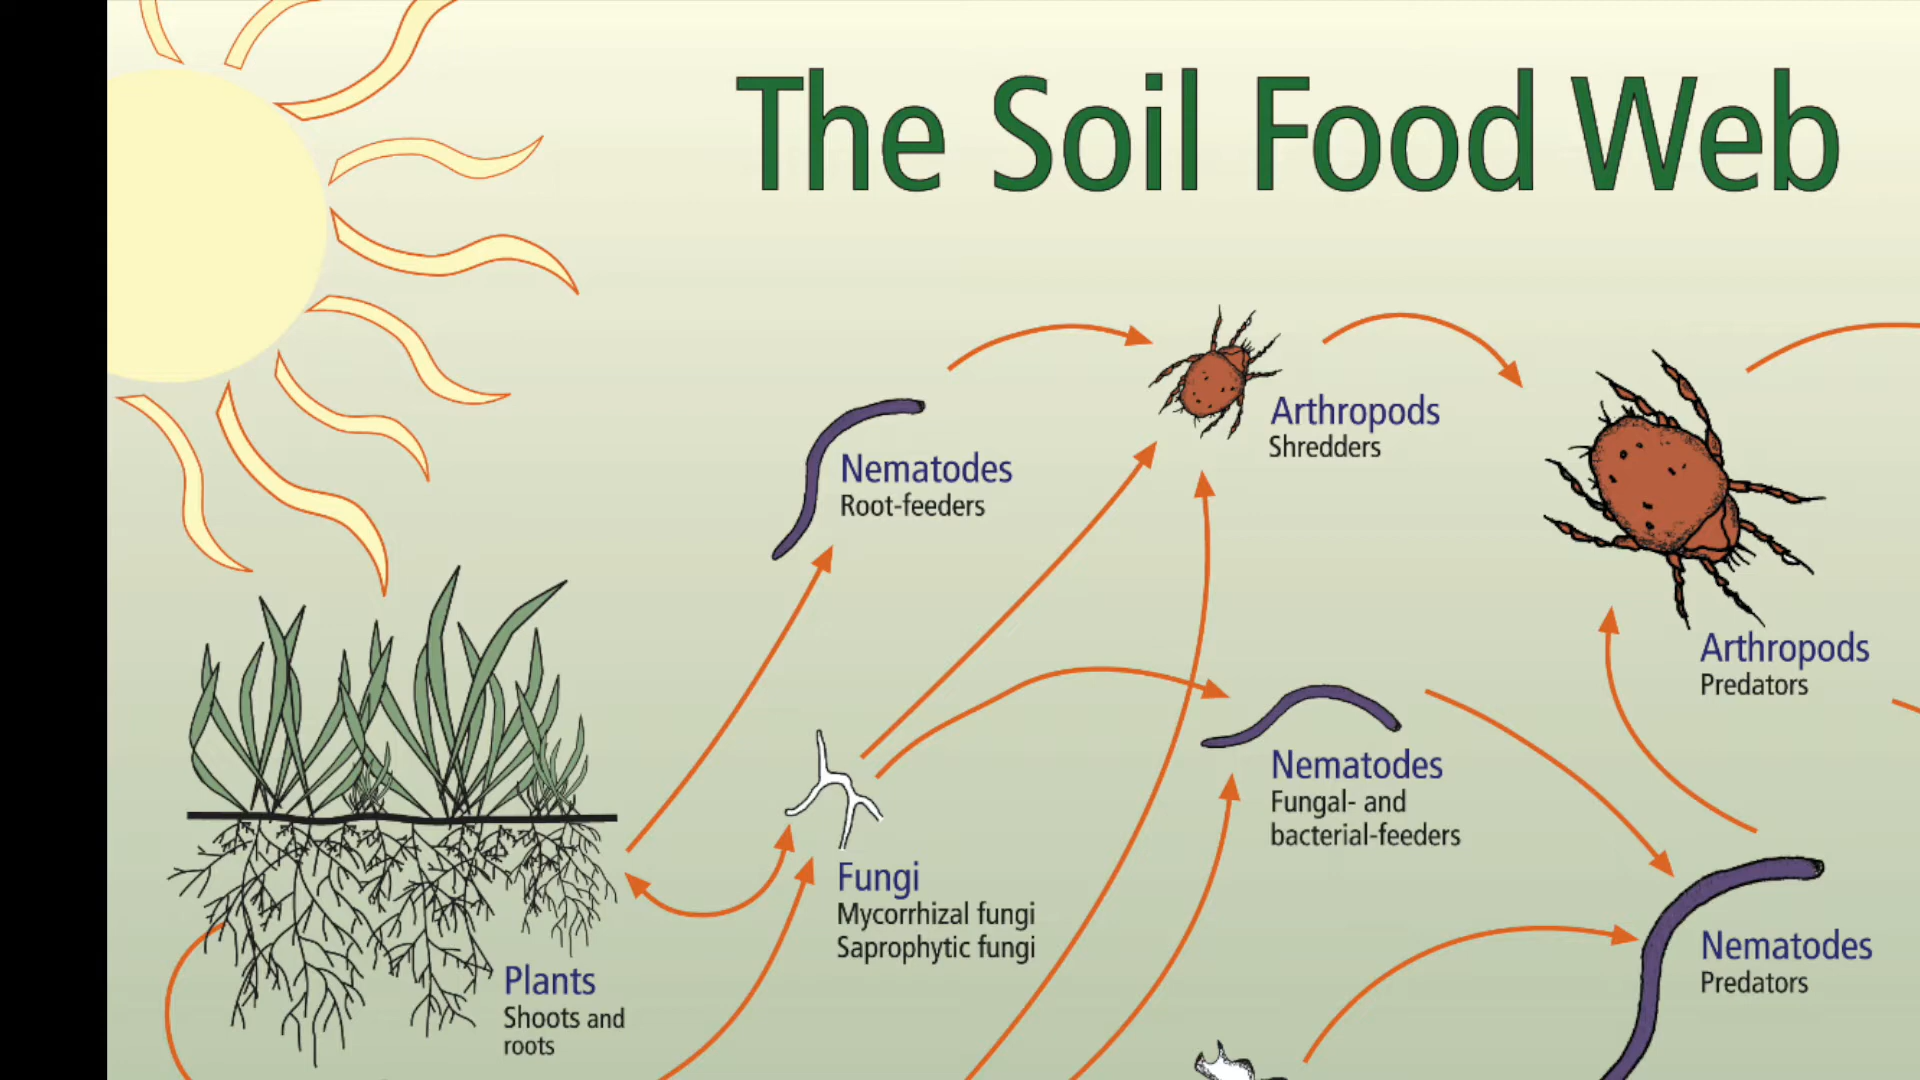 The Soil Food Web
Arthropods
Shredders
Nematodes
Root-feeders
Arthropods
Predators
Nematodes
Fungal- and
bacterial-feeders
Fungi
Mycorrhizal fungi
Saprophytic fungi
Nematodes
Predators
Plants
Shoots and
roots